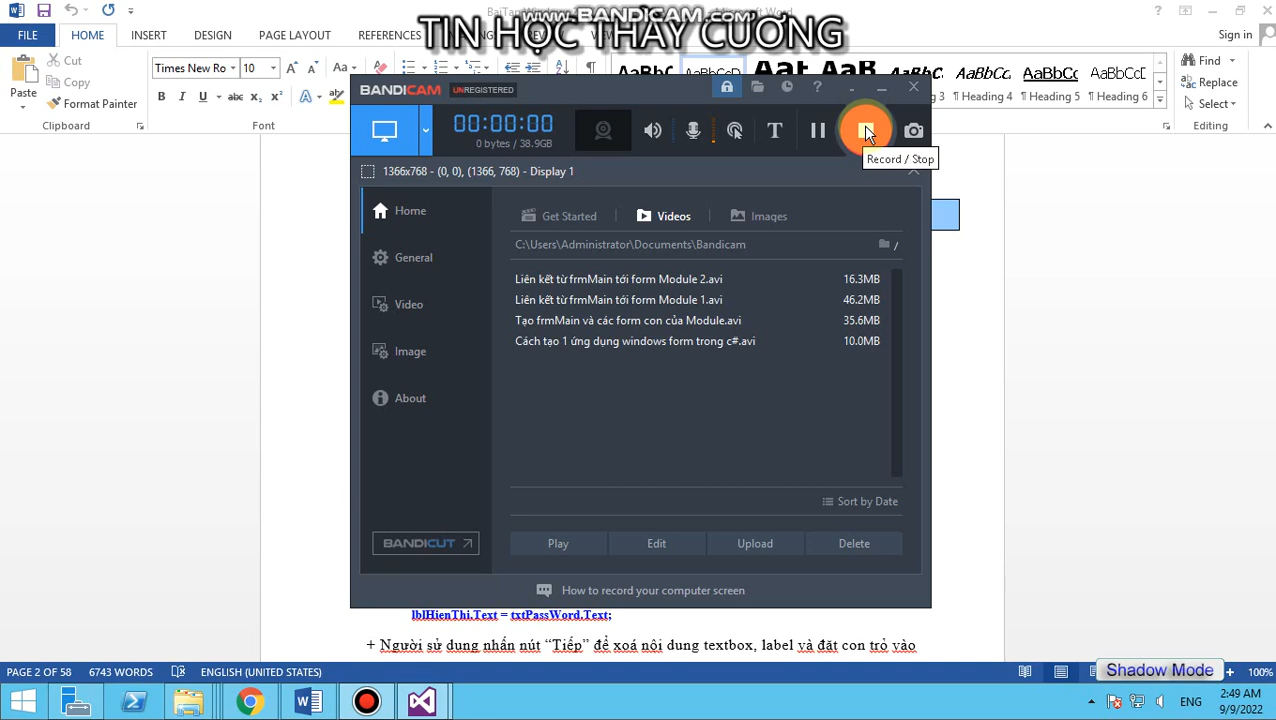 www.BANDICAM.com
TIN HỌC THẦY CƯƠNG
Microsoft Word
Sign in
FILE HOME INSERT DESIGN PAGE LAYOUT REFERENCES
Cut
Copy
Format Painter
Paste
Clipboard
Times New Ro 10
Find
Replace
Select
Editing
¶ Heading 4 ¶ Heading 5 ¶ Heading 6
BANDICAM UNREGISTERED
00:00:00
0 bytes / 38.9GB
Record / Stop
1366x768 - (0, 0), (1366, 768) - Display 1
Home
General
Video
Image
About
BANDICUT
Get Started Videos Images
C:\Users\Administrator\Documents\Bandicam
Liên kết từ frmMain tới form Module 2.avi 16.3MB
Liên kết từ frmMain tới form Module 1.avi 46.2MB
Tạo frmMain và các form con của Module.avi 35.6MB
Cách tạo 1 ứng dụng windows form trong c#.avi 10.0MB
Sort by Date
Play Edit Upload Delete
How to record your computer screen
lblHienThi.Text = txtPassWord.Text;
+ Người sử dụng nhấn nút “Tiếp” để xoá nội dung textbox, label và đặt con trỏ vào
PAGE 2 OF 58 6743 WORDS ENGLISH (UNITED STATES) 100%
Shadow Mode
ENG
2:49 AM
9/9/2022